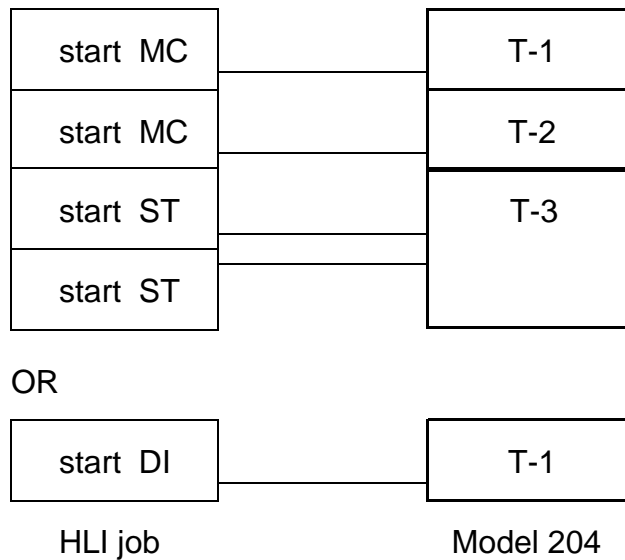 start MC T-1
start MC T-2
start ST T-3
start ST
OR
start DI T-1
HLI job Model 204